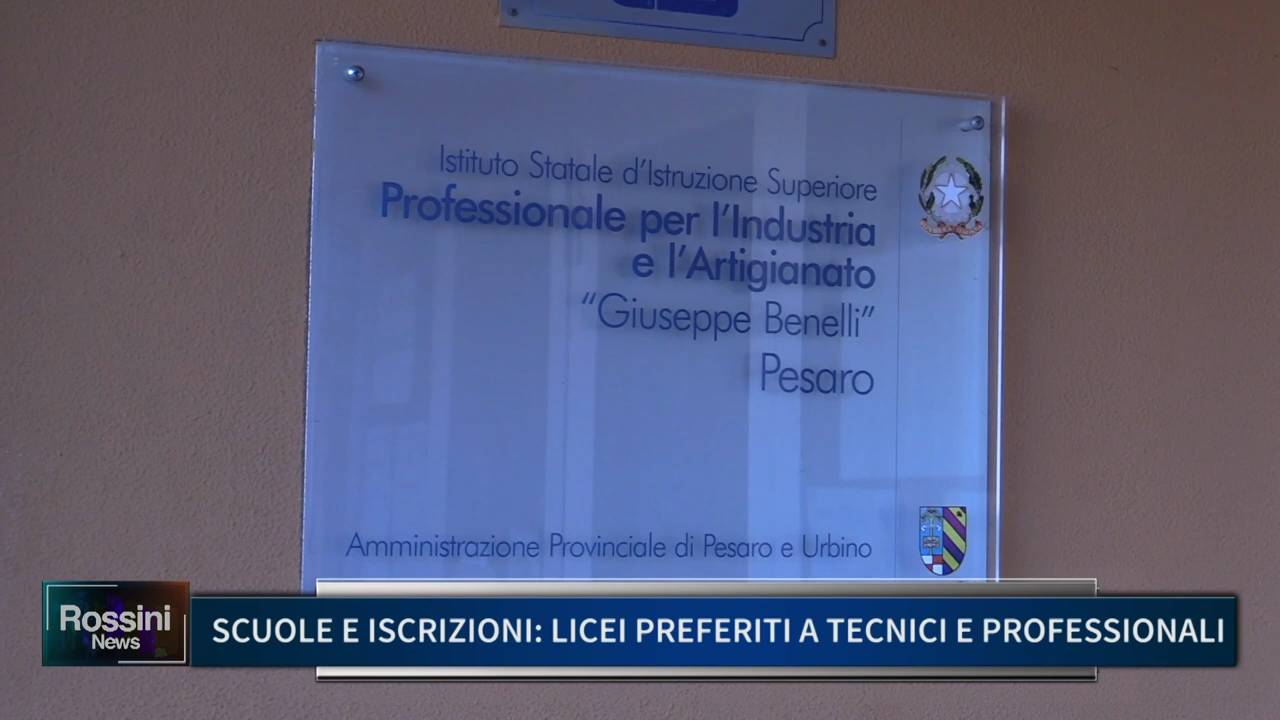 Istituto Statale d'Istruzione Superiore
Professionale per l'Industria
e l'Artigianato
“Giuseppe Benelli”
Pesaro
Amministrazione Provinciale di Pesaro e Urbino
Rossini
News
SCUOLE E ISCRIZIONI: LICEI PREFERITI A TECNICI E PROFESSIONALI